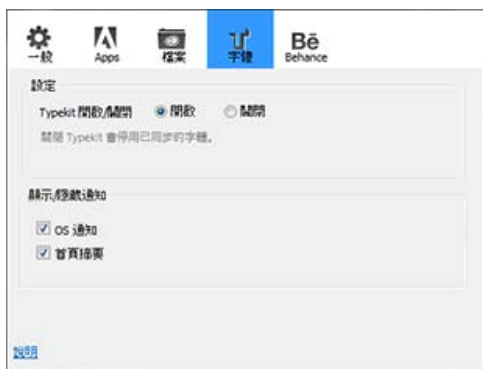 一般
Apps
檔案
字體
Bē
Behance
設定
Typekit 開啟/關閉
開啟
關閉
關閉 Typekit 會停用已同步的字體。
顯示/隱藏通知
OS 通知
首頁摘要
說明